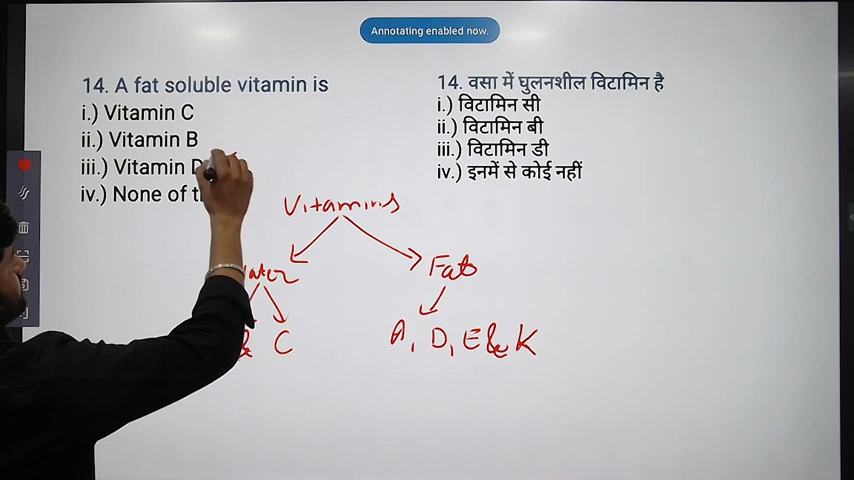 Annotating enabled now.
14. A fat soluble vitamin is
i.) Vitamin C
ii.) Vitamin B
iii.) Vitamin D
iv.) None of
14. वसा में घुलनशील विटामिन है
i.) विटामिन सी
ii.) विटामिन बी
iii.) विटामिन डी
iv.) इनमें से कोई नहीं
Vitamins
Fat
& C
A, D, E & K